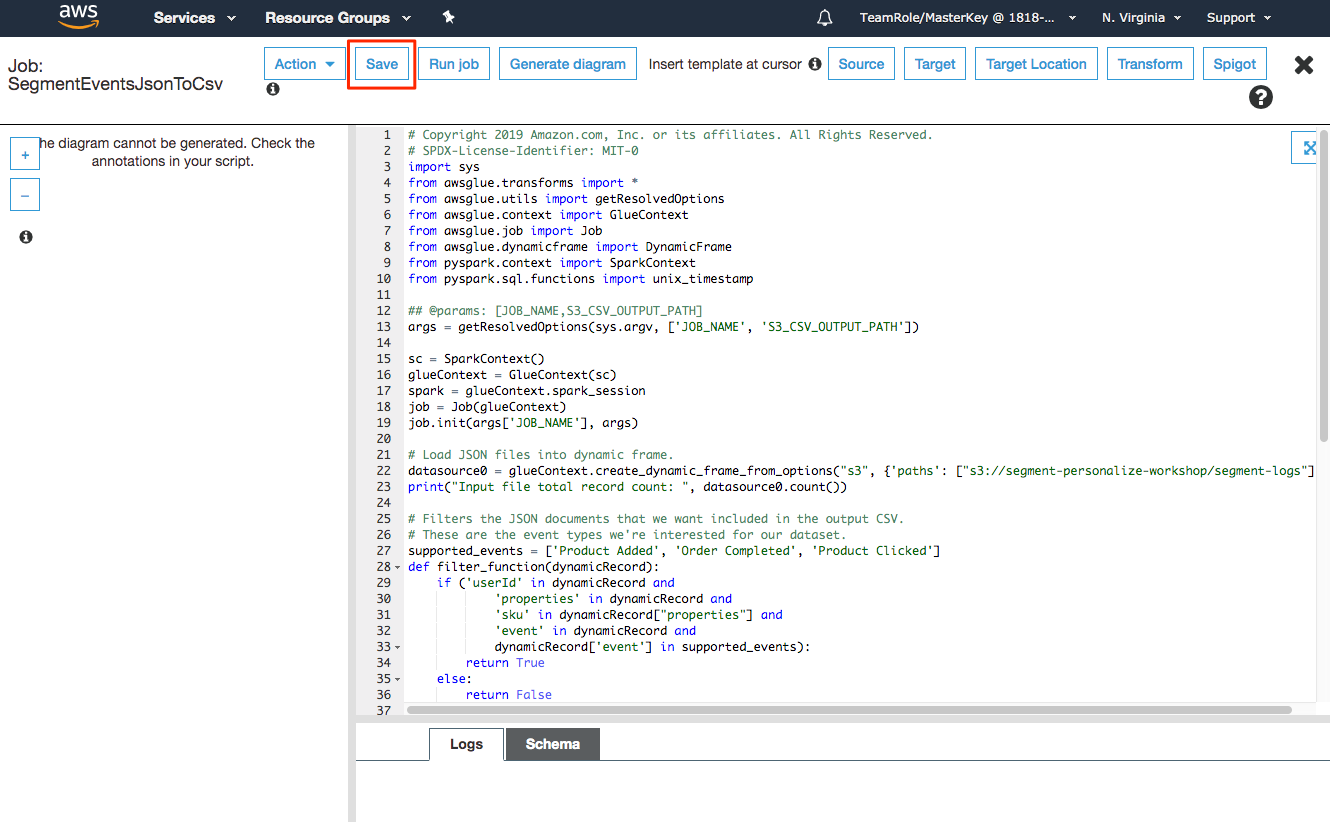 aws Services Resource Groups TeamRole/MasterKey @ 1818-... N. Virginia Support
Job:
SegmentEventsJsonToCsv
Action Save Run job Generate diagram Insert template at cursor Source Target Target Location Transform Spigot
he diagram cannot be generated. Check the
annotations in your script.
+
−
1 # Copyright 2019 Amazon.com, Inc. or its affiliates. All Rights Reserved.
2 # SPDX-License-Identifier: MIT-0
3 import sys
4 from awsglue.transforms import *
5 from awsglue.utils import getResolvedOptions
6 from awsglue.context import GlueContext
7 from awsglue.job import Job
8 from awsglue.dynamicframe import DynamicFrame
9 from pyspark.context import SparkContext
10 from pyspark.sql.functions import unix_timestamp
11
12 ## @params: [JOB_NAME,S3_CSV_OUTPUT_PATH]
13 args = getResolvedOptions(sys.argv, ['JOB_NAME', 'S3_CSV_OUTPUT_PATH'])
14
15 sc = SparkContext()
16 glueContext = GlueContext(sc)
17 spark = glueContext.spark_session
18 job = Job(glueContext)
19 job.init(args['JOB_NAME'], args)
20
21 # Load JSON files into dynamic frame.
22 datasource0 = glueContext.create_dynamic_frame_from_options("s3", {'paths': ["s3://segment-personalize-workshop/segment-logs"]
23 print("Input file total record count: ", datasource0.count())
24
25 # Filters the JSON documents that we want included in the output CSV.
26 # These are the event types we're interested for our dataset.
27 supported_events = ['Product Added', 'Order Completed', 'Product Clicked']
28 def filter_function(dynamicRecord):
29     if ('userId' in dynamicRecord and
30             'properties' in dynamicRecord and
31             'sku' in dynamicRecord["properties"] and
32             'event' in dynamicRecord and
33             dynamicRecord['event'] in supported_events):
34         return True
35     else:
36         return False
37
Logs Schema